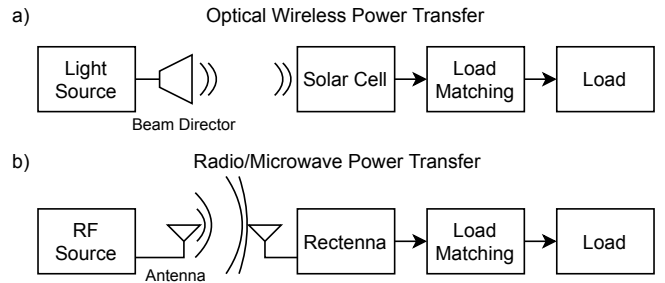 a) Optical Wireless Power Transfer
Light
Source
Beam Director
Solar Cell
Load
Matching
Load
b) Radio/Microwave Power Transfer
RF
Source
Antenna
Rectenna
Load
Matching
Load